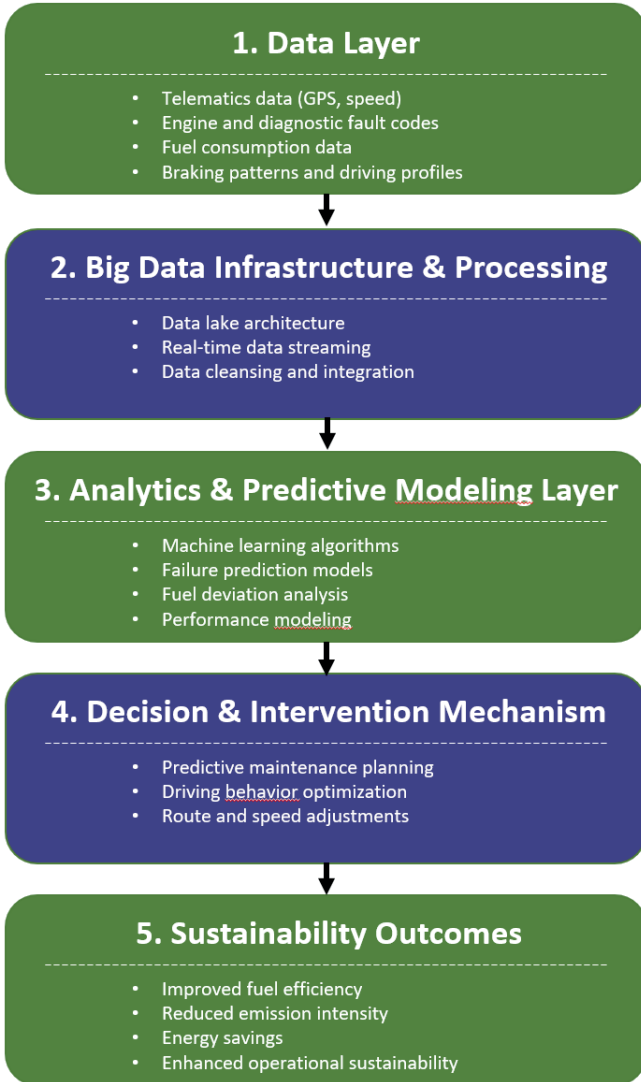 1. Data Layer
• Telematics data (GPS, speed)
• Engine and diagnostic fault codes
• Fuel consumption data
• Braking patterns and driving profiles
2. Big Data Infrastructure & Processing
• Data lake architecture
• Real-time data streaming
• Data cleansing and integration
3. Analytics & Predictive Modeling Layer
• Machine learning algorithms
• Failure prediction models
• Fuel deviation analysis
• Performance modeling
4. Decision & Intervention Mechanism
• Predictive maintenance planning
• Driving behavior optimization
• Route and speed adjustments
5. Sustainability Outcomes
• Improved fuel efficiency
• Reduced emission intensity
• Energy savings
• Enhanced operational sustainability